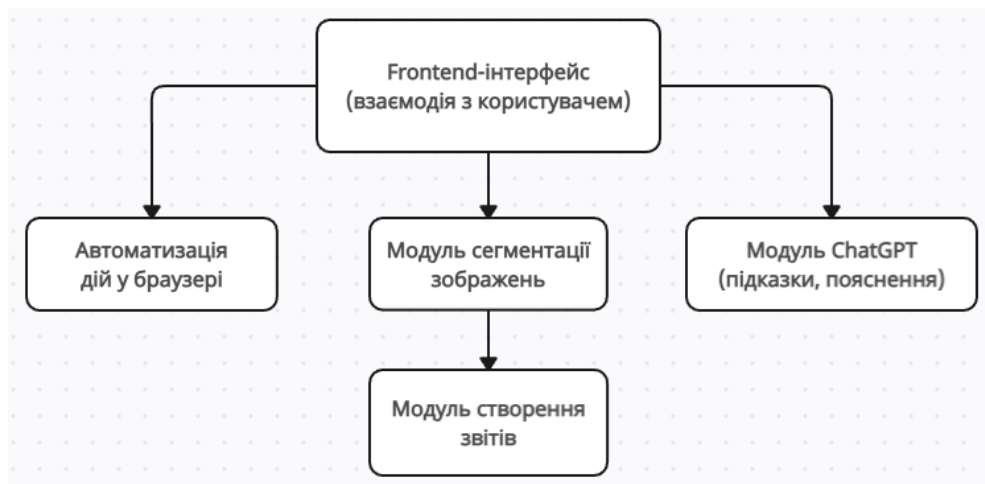 Frontend-інтерфейс
(взаємодія з користувачем)
Автоматизація
дій у браузері
Модуль сегментації
зображень
Модуль ChatGPT
(підказки, пояснення)
Модуль створення
звітів